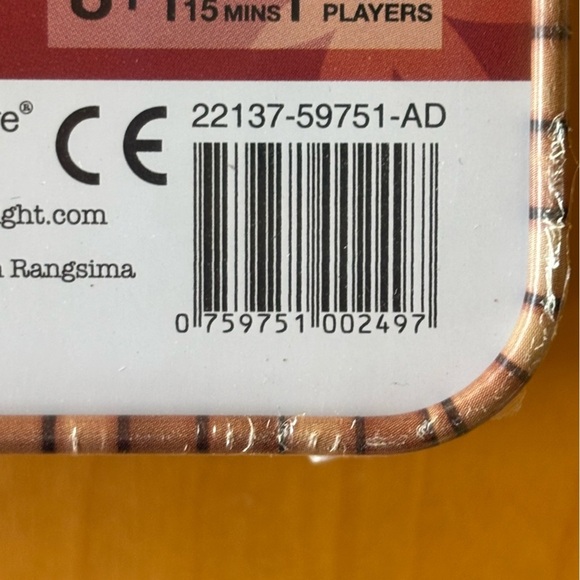 15 MINS PLAYERS
e®
CE 22137-59751-AD
ght.com
Rangsima
0 759751 002497